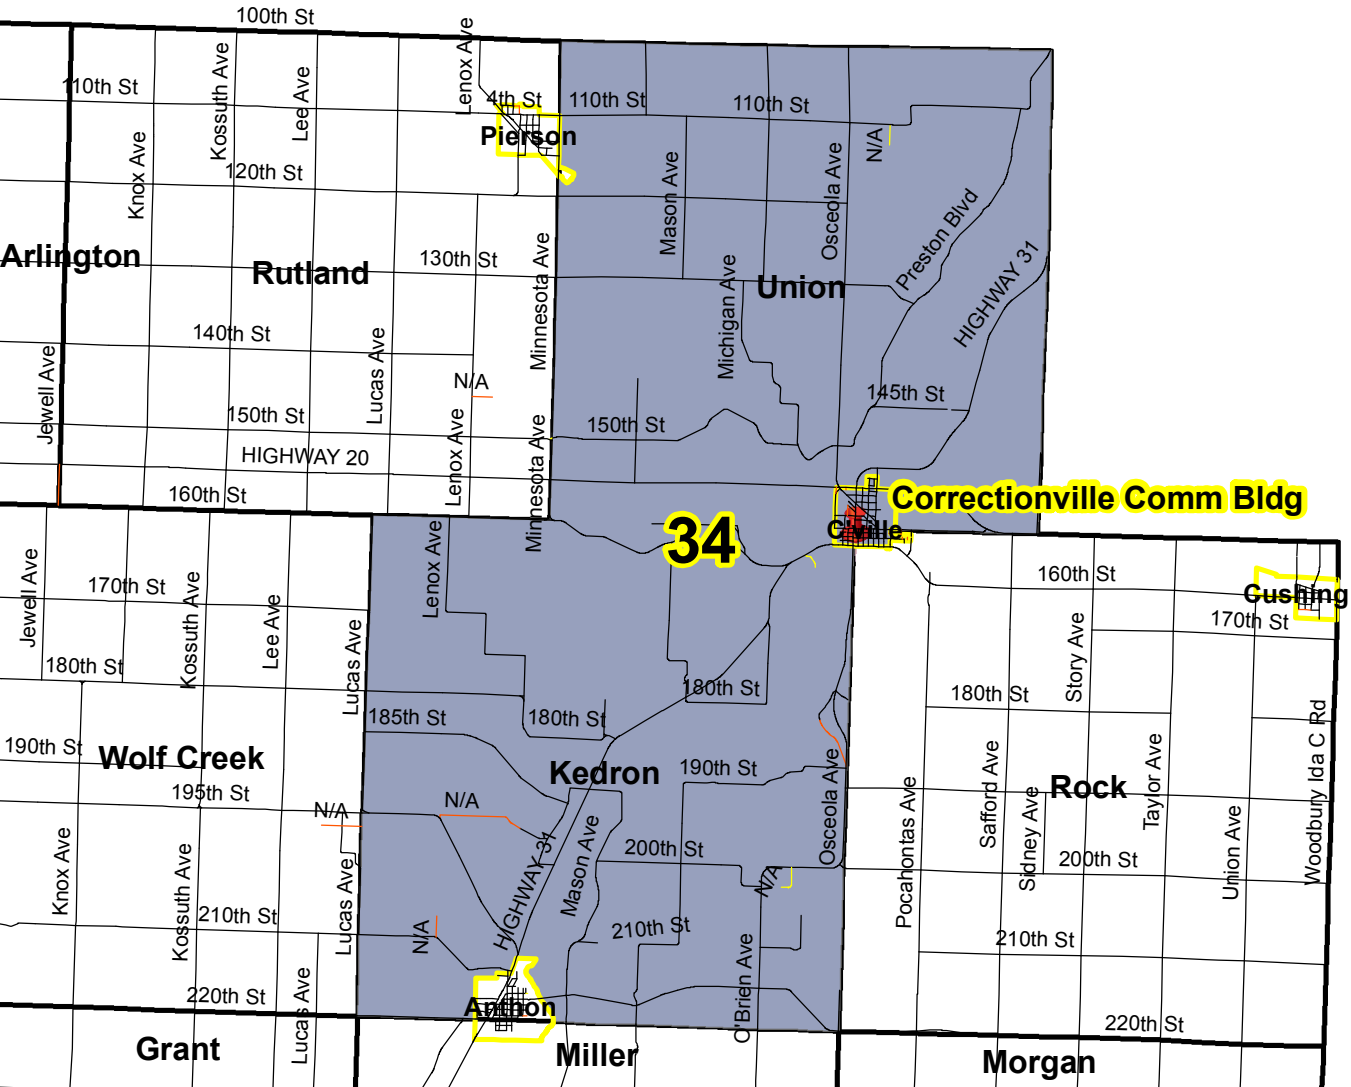 100th St
110th St
Kossuth Ave
Lee Ave
Lenox Ave
4th St
110th St
110th St
Pierson
Knox Ave
120th St
Mason Ave
Osceola Ave
N/A
Preston Blvd
Arlington
Rutland
130th St
Minnesota Ave
Union
HIGHWAY 31
Michigan Ave
140th St
Jewell Ave
Lucas Ave
N/A
145th St
150th St
Lenox Ave
Minnesota Ave
150th St
HIGHWAY 20
160th St
Correctionville Comm Bldg
C'ville
34
Jewell Ave
170th St
Kossuth Ave
Lee Ave
Lucas Ave
Lenox Ave
160th St
Cushing
170th St
Story Ave
180th St
180th St
180th St
185th St
180th St
Woodbury Ida C Rd
190th St
Wolf Creek
Kedron
190th St
Osceola Ave
Pocahontas Ave
Safford Ave
Sidney Ave
Rock
Taylor Ave
Union Ave
195th St
N/A
N/A
Knox Ave
Kossuth Ave
Lucas Ave
HIGHWAY 31
Mason Ave
200th St
N/A
200th St
210th St
N/A
210th St
O'Brien Ave
210th St
220th St
Lucas Ave
Anthon
220th St
Grant
Miller
Morgan